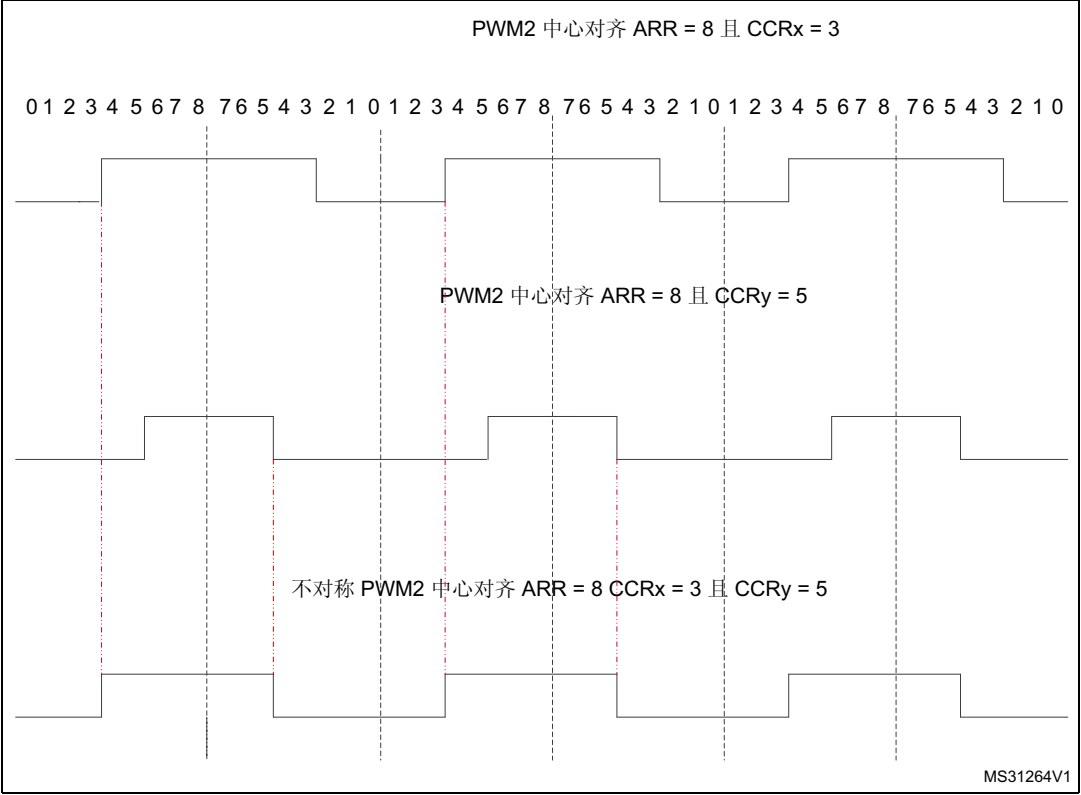 PWM2 中心对齐 ARR = 8 且 CCRx = 3
0 1 2 3 4 5 6 7 8 7 6 5 4 3 2 1 0 1 2 3 4 5 6 7 8 7 6 5 4 3 2 1 0 1 2 3 4 5 6 7 8 7 6 5 4 3 2 1 0
PWM2 中心对齐 ARR = 8 且 CCRy = 5
不对称 PWM2 中心对齐 ARR = 8 CCRx = 3 且 CCRy = 5
MS31264V1